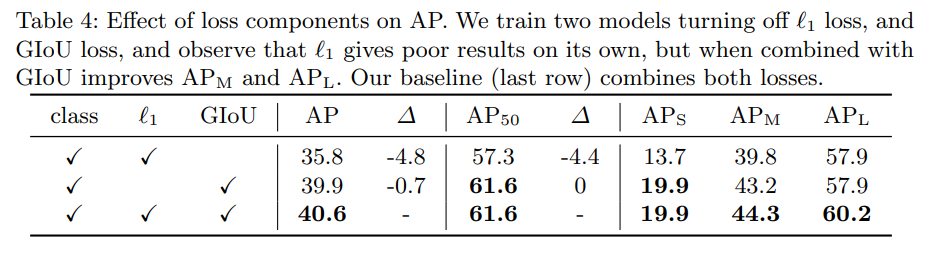 Table 4: Effect of loss components on AP. We train two models turning off ℓ1 loss, and
GIoU loss, and observe that ℓ1 gives poor results on its own, but when combined with
GIoU improves APM and APL. Our baseline (last row) combines both losses.
class ℓ1 GIoU AP Δ AP50 Δ APS APM APL
✓ ✓ 35.8 -4.8 57.3 -4.4 13.7 39.8 57.9
✓ ✓ 39.9 -0.7 61.6 0 19.9 43.2 57.9
✓ ✓ ✓ 40.6 - 61.6 - 19.9 44.3 60.2